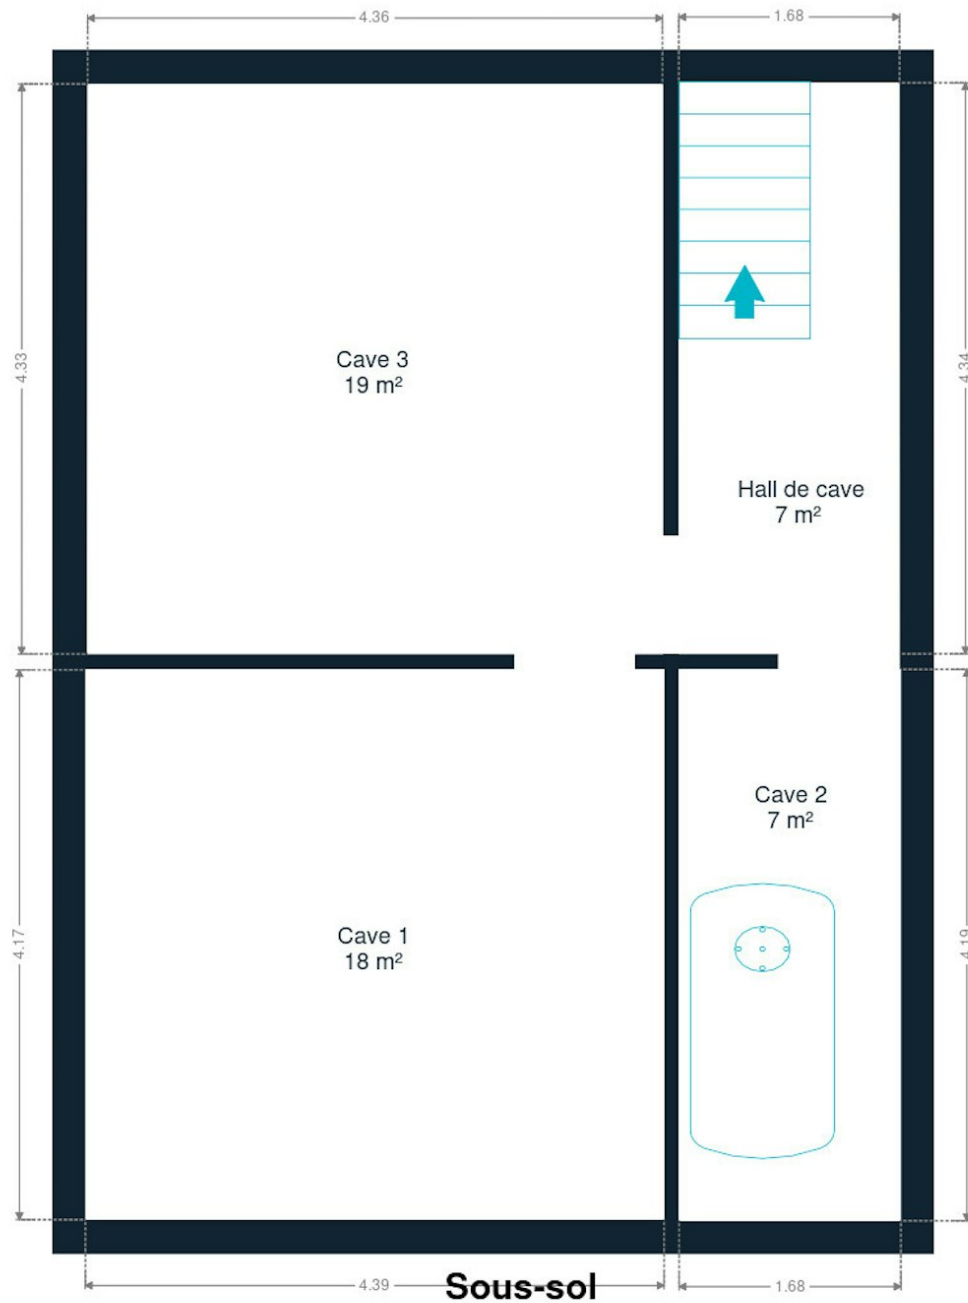 4.36
1.68
4.33
4.34
Cave 3
19 m²
Hall de cave
7 m²
Cave 2
7 m²
Cave 1
18 m²
4.17
4.19
4.39
1.68
Sous-sol